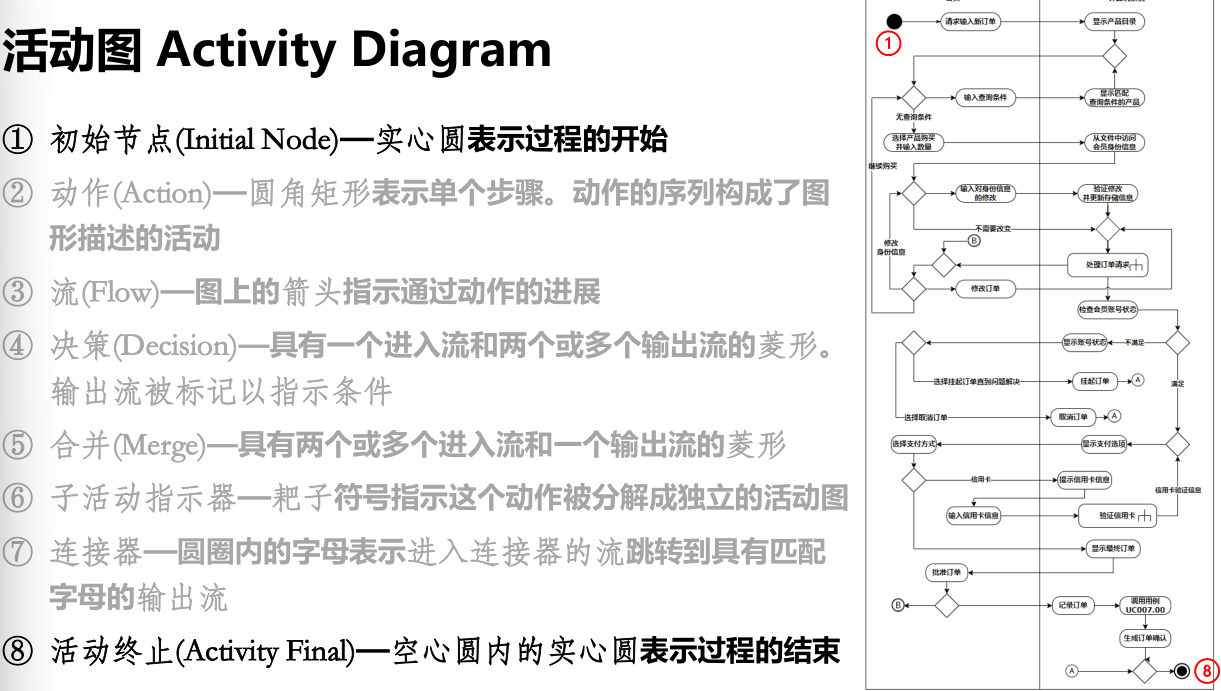 活动图 Activity Diagram
① 初始节点(Initial Node)—实心圆表示过程的开始
② 动作(Action)—圆角矩形表示单个步骤。动作的序列构成了图
形描述的活动
③ 流(Flow)—图上的箭头指示通过动作的进展
④ 决策(Decision)—具有一个进入流和两个或多个输出流的菱形。
输出流被标记以指示条件
⑤ 合并(Merge)—具有两个或多个进入流和一个输出流的菱形
⑥ 子活动指示器—耙子符号指示这个动作被分解成独立的活动图
⑦ 连接器—圆圈内的字母表示进入连接器的流跳转到具有匹配
字母的输出流
⑧ 活动终止(Activity Final)—空心圆内的实心圆表示过程的结束
请求输入新订单
显示产品目录
1
输入查询条件
显示匹配
查询条件的产品
无查询条件
选择产品购买
并输入数量
从文件中访问
会员身份信息
继续购买
输入对身份信息
的修改
验证修改
并更新存储信息
不需要改变
B
修改
身份信息
处理订单请求
修改订单
检查会员账号状态
显示账号状态
不满足
选择挂起订单直到问题解决
挂起订单
A
满足
选择取消订单
取消订单
A
选择支付方式
显示支付选项
信用卡
提示信用卡信息
信用卡验证信息
输入信用卡信息
验证信用卡
显示最终订单
批准订单
B
记录订单
调用用例
UC007.00
生成订单确认
A
8